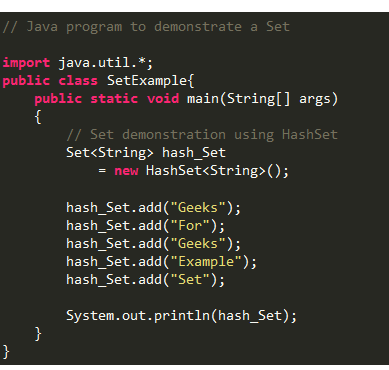 // Java program to demonstrate a Set
import java.util.*;
public class SetExample{
    public static void main(String[] args)
    {
        // Set demonstration using HashSet
        Set<String> hash_Set
            = new HashSet<String>();
        hash_Set.add("Geeks");
        hash_Set.add("For");
        hash_Set.add("Geeks");
        hash_Set.add("Example");
        hash_Set.add("Set");
        System.out.println(hash_Set);
    }
}